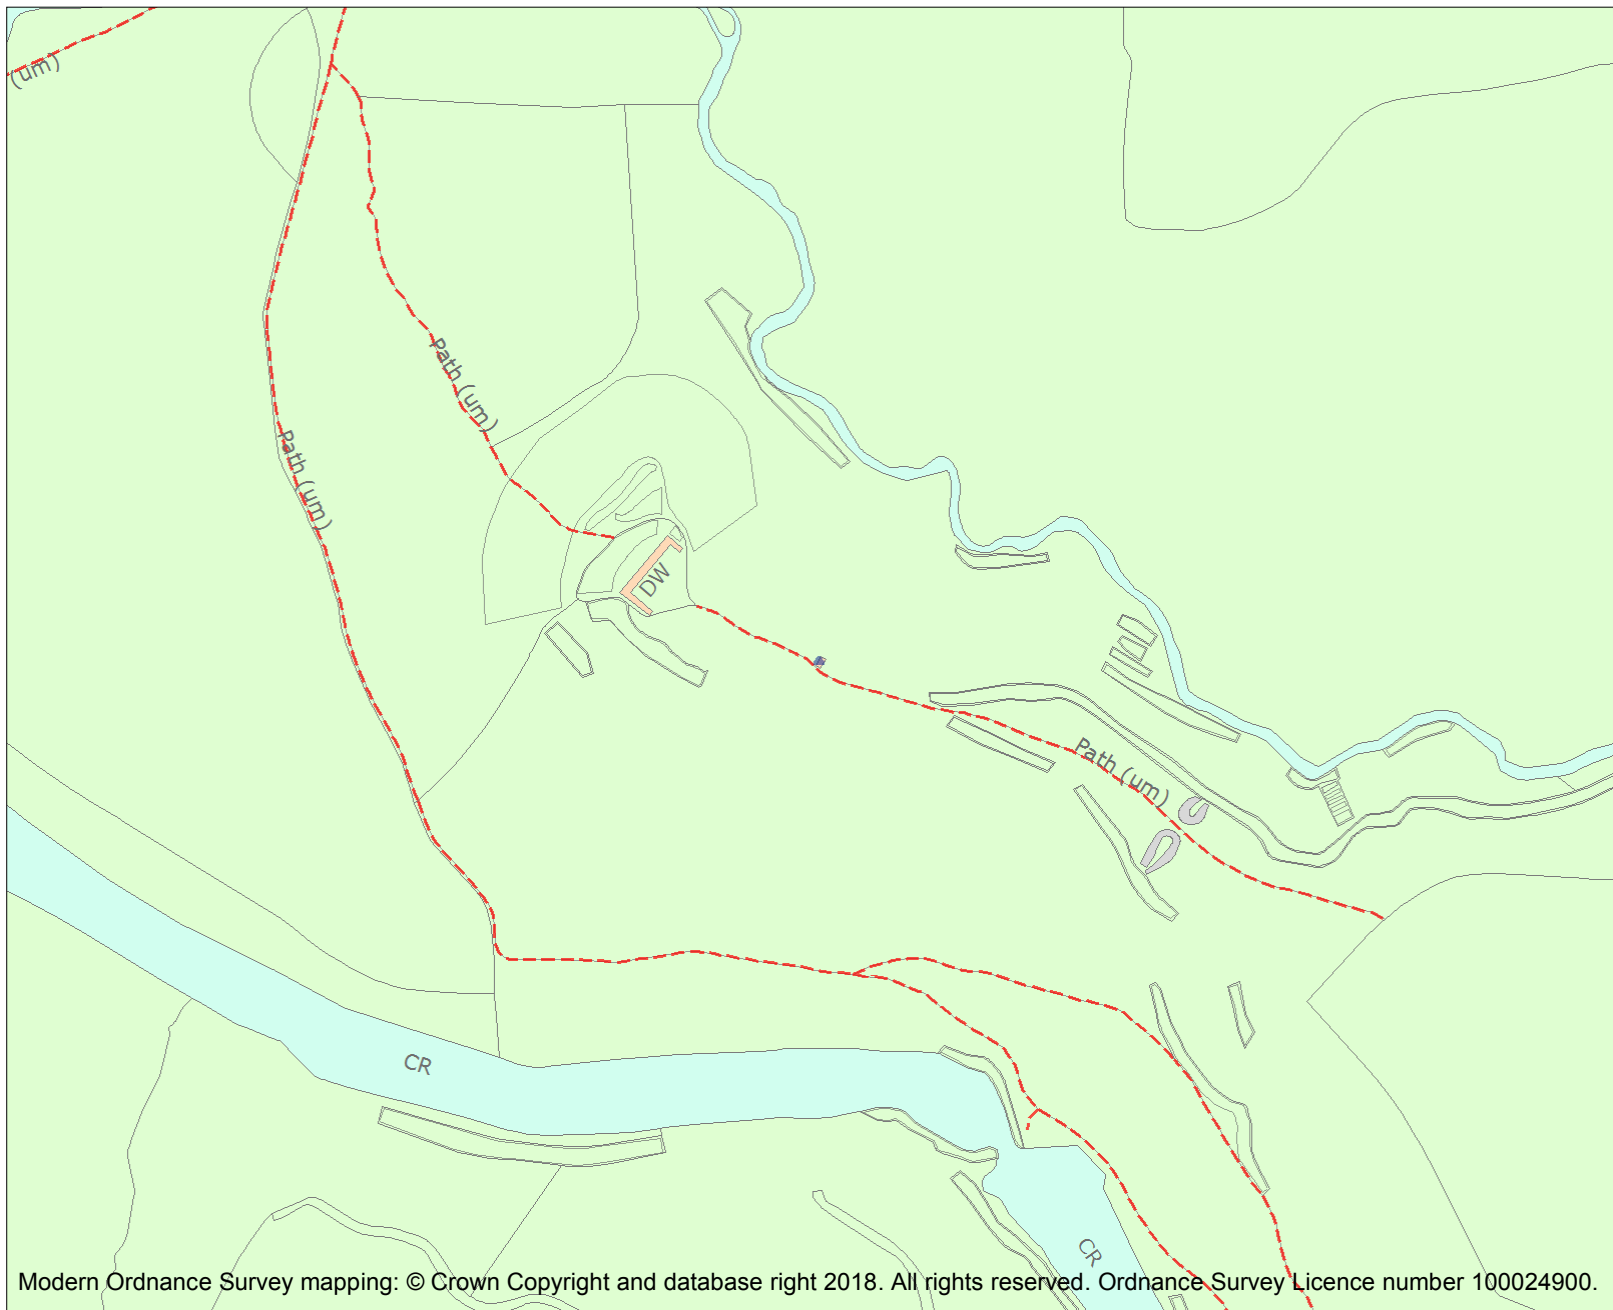 (um)
Path (um)
Path (um)
DW
Path (um)
CR
CR
Modern Ordnance Survey mapping: © Crown Copyright and database right 2018. All rights reserved. Ordnance Survey Licence number 100024900.